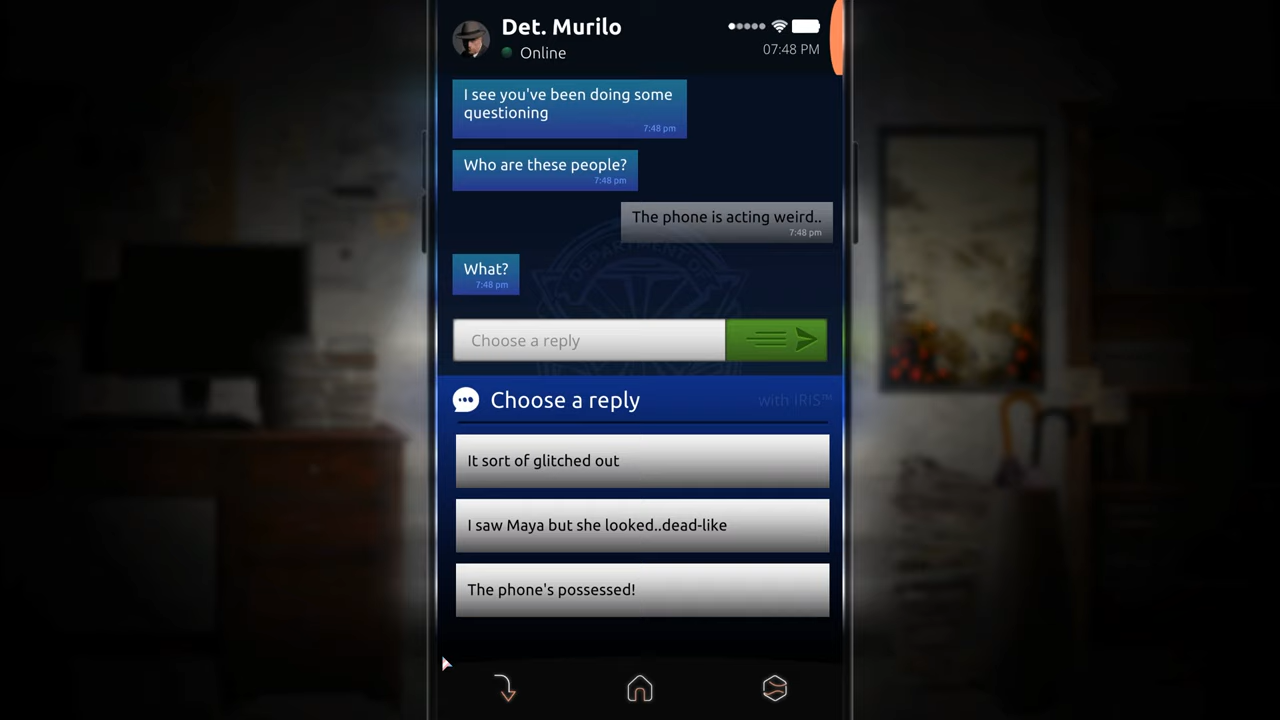 Det. Murilo
Online
07:48 PM
I see you've been doing some
questioning
7:48 pm
Who are these people?
7:48 pm
The phone is acting weird..
7:48 pm
DEPARTMENT OF
What?
7:48 pm
Choose a reply
Choose a reply
with IRIS™
It sort of glitched out
I saw Maya but she looked..dead-like
The phone's possessed!